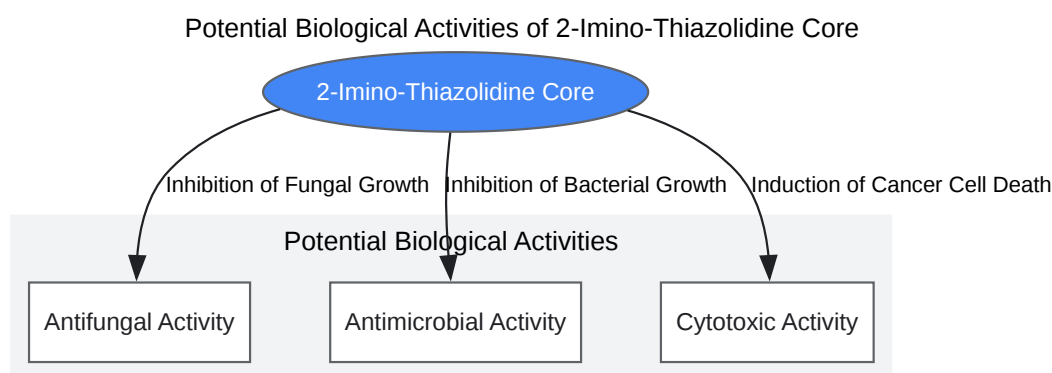 Potential Biological Activities of 2-Imino-Thiazolidine Core
2-Imino-Thiazolidine Core
Inhibition of Fungal Growth
Inhibition of Bacterial Growth
Induction of Cancer Cell Death
Potential Biological Activities
Antifungal Activity
Antimicrobial Activity
Cytotoxic Activity